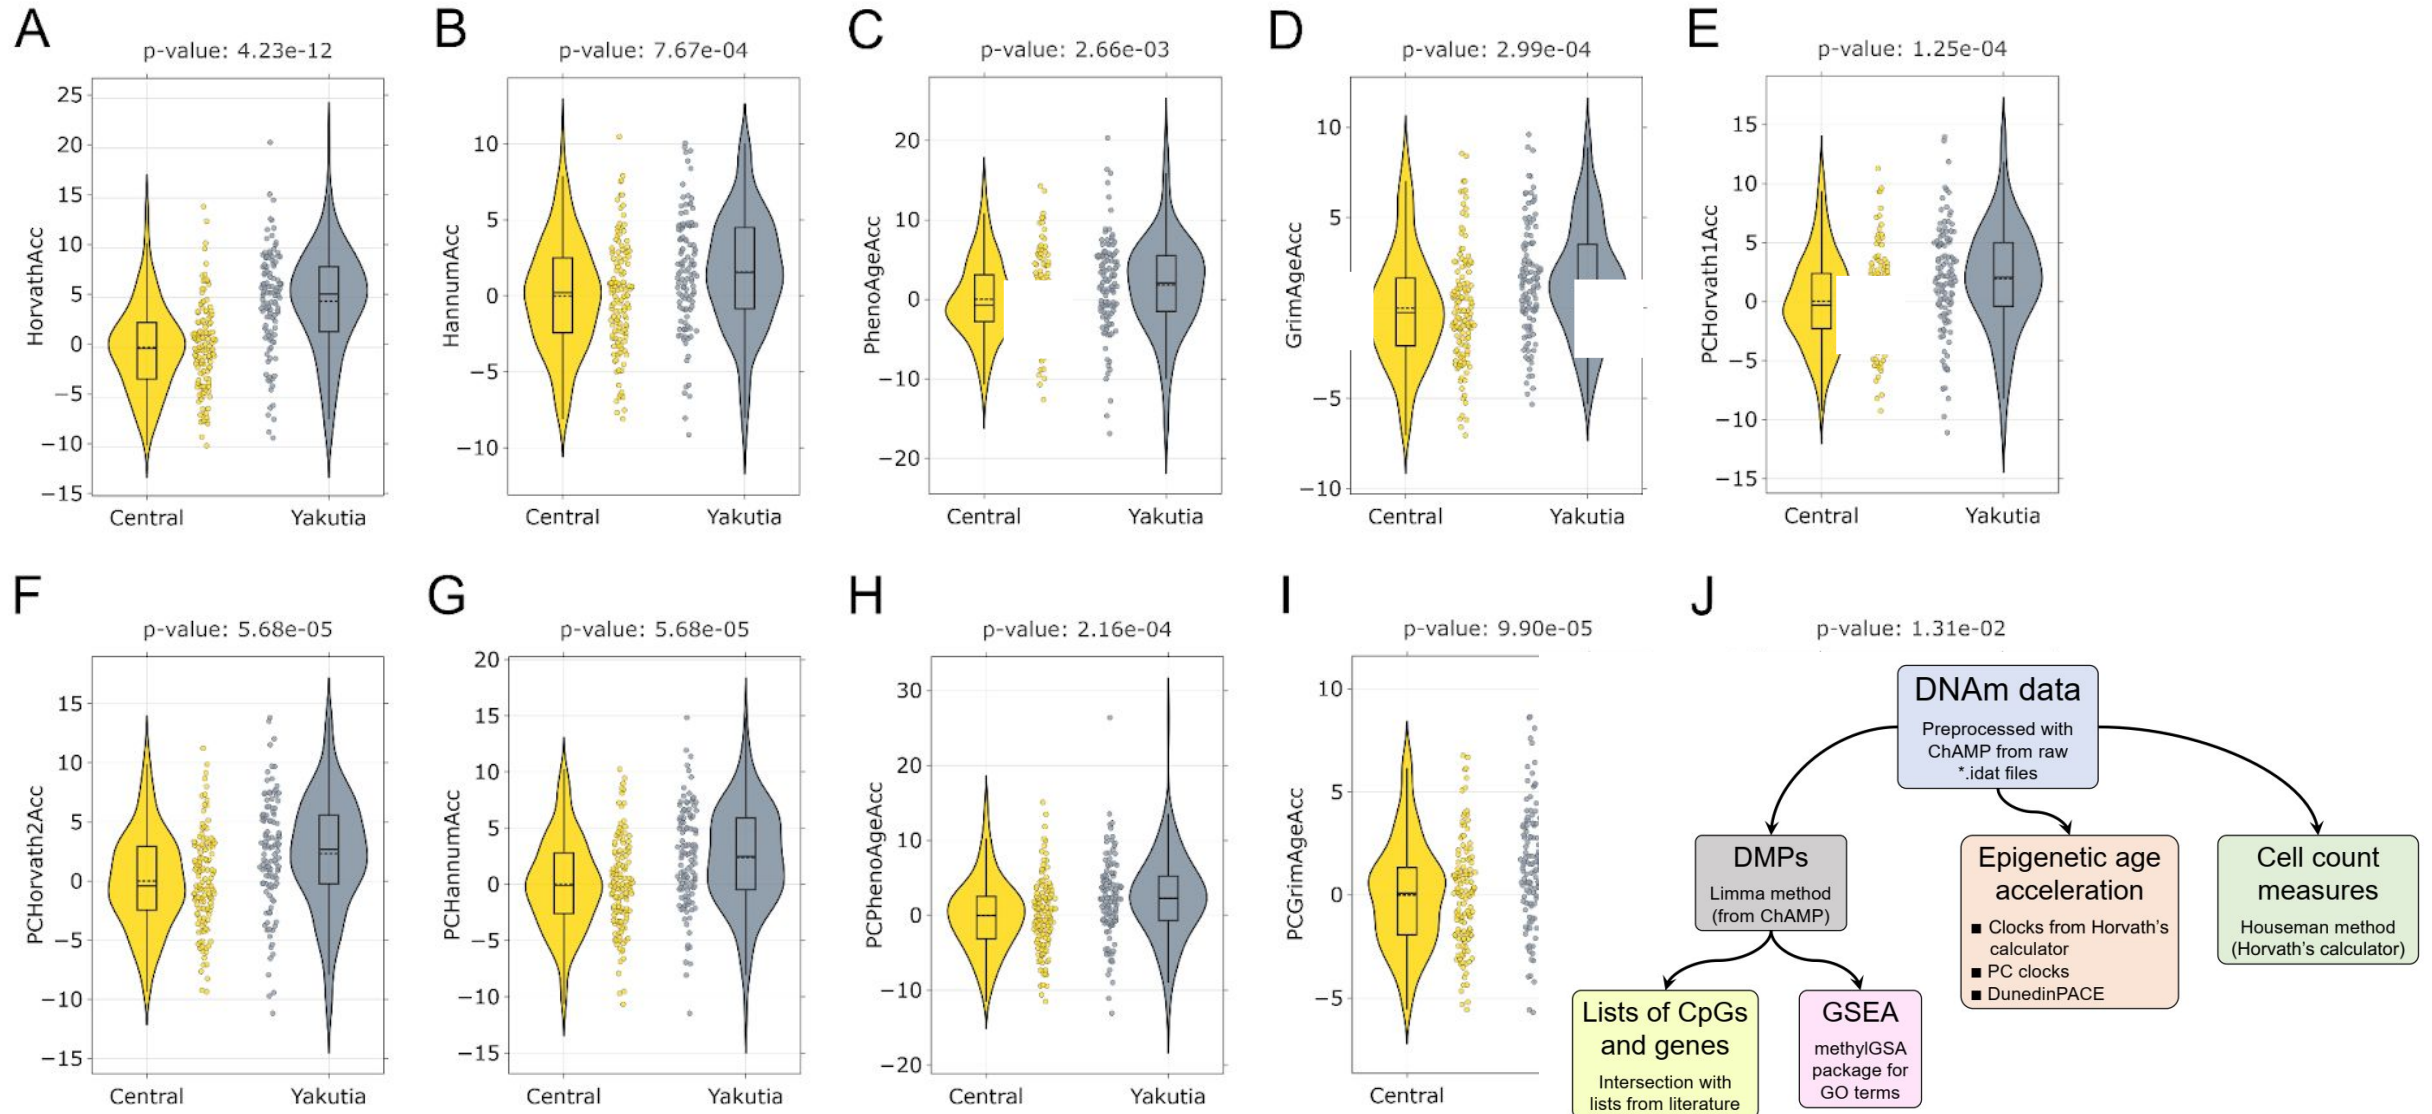 A
p-value: 4.23e-12
HorvathAcc
25
20
15
10
5
0
−5
−10
−15
Central
Yakutia
B
p-value: 7.67e-04
HannumAcc
10
5
0
−5
−10
Central
Yakutia
C
p-value: 2.66e-03
PhenoAgeAcc
20
10
0
−10
−20
Central
Yakutia
D
p-value: 2.99e-04
GrimAgeAcc
10
5
−5
−10
Central
Yakutia
E
p-value: 1.25e-04
PCHorvath1Acc
15
10
5
0
−5
−10
−15
Central
Yakutia
F
p-value: 5.68e-05
PCHorvath2Acc
15
10
5
0
−5
−10
−15
Central
Yakutia
G
p-value: 5.68e-05
PCHannumAcc
20
15
10
5
0
−5
−10
−15
Central
Yakutia
H
p-value: 2.16e-04
PCPhenoAgeAcc
30
20
10
0
−10
−20
Central
Yakutia
I
p-value: 9.90e-05
PCGrimAgeAcc
10
5
0
−5
Central
J
p-value: 1.31e-02
DNAm data
Preprocessed with
ChAMP from raw
*.idat files
DMPs
Limma method
(from ChAMP)
Epigenetic age
acceleration
■ Clocks from Horvath's
calculator
■ PC clocks
■ DunedinPACE
Cell count
measures
Houseman method
(Horvath's calculator)
Lists of CpGs
and genes
Intersection with
lists from literature
GSEA
methylGSA
package for
GO terms